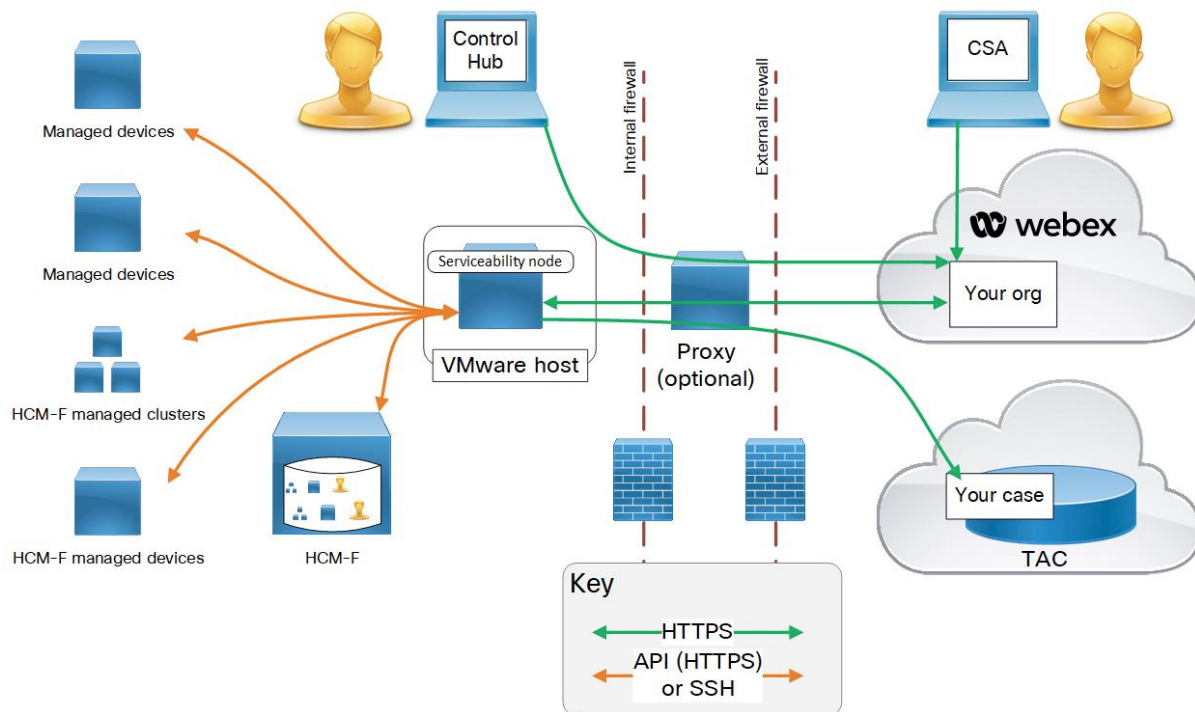 Control
Hub
CSA
Internal firewall
External firewall
Managed devices
webex
Managed devices
Serviceability node
Your org
VMware host
Proxy
(optional)
HCM-F managed clusters
Your case
HCM-F managed devices
HCM-F
TAC
Key
HTTPS
API (HTTPS)
or SSH